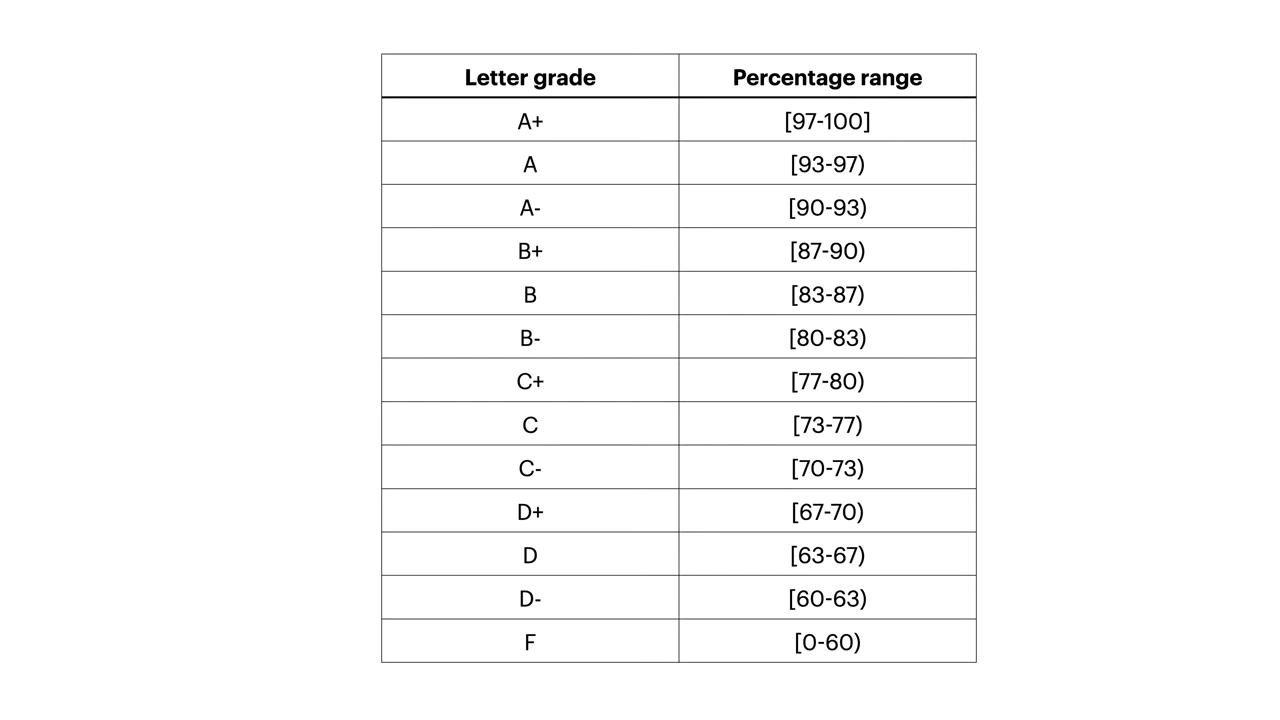 Letter grade Percentage range
A+ [97-100]
A [93-97)
A- [90-93)
B+ [87-90)
B [83-87)
B- [80-83)
C+ [77-80)
C [73-77)
C- [70-73)
D+ [67-70)
D [63-67)
D- [60-63)
F [0-60)